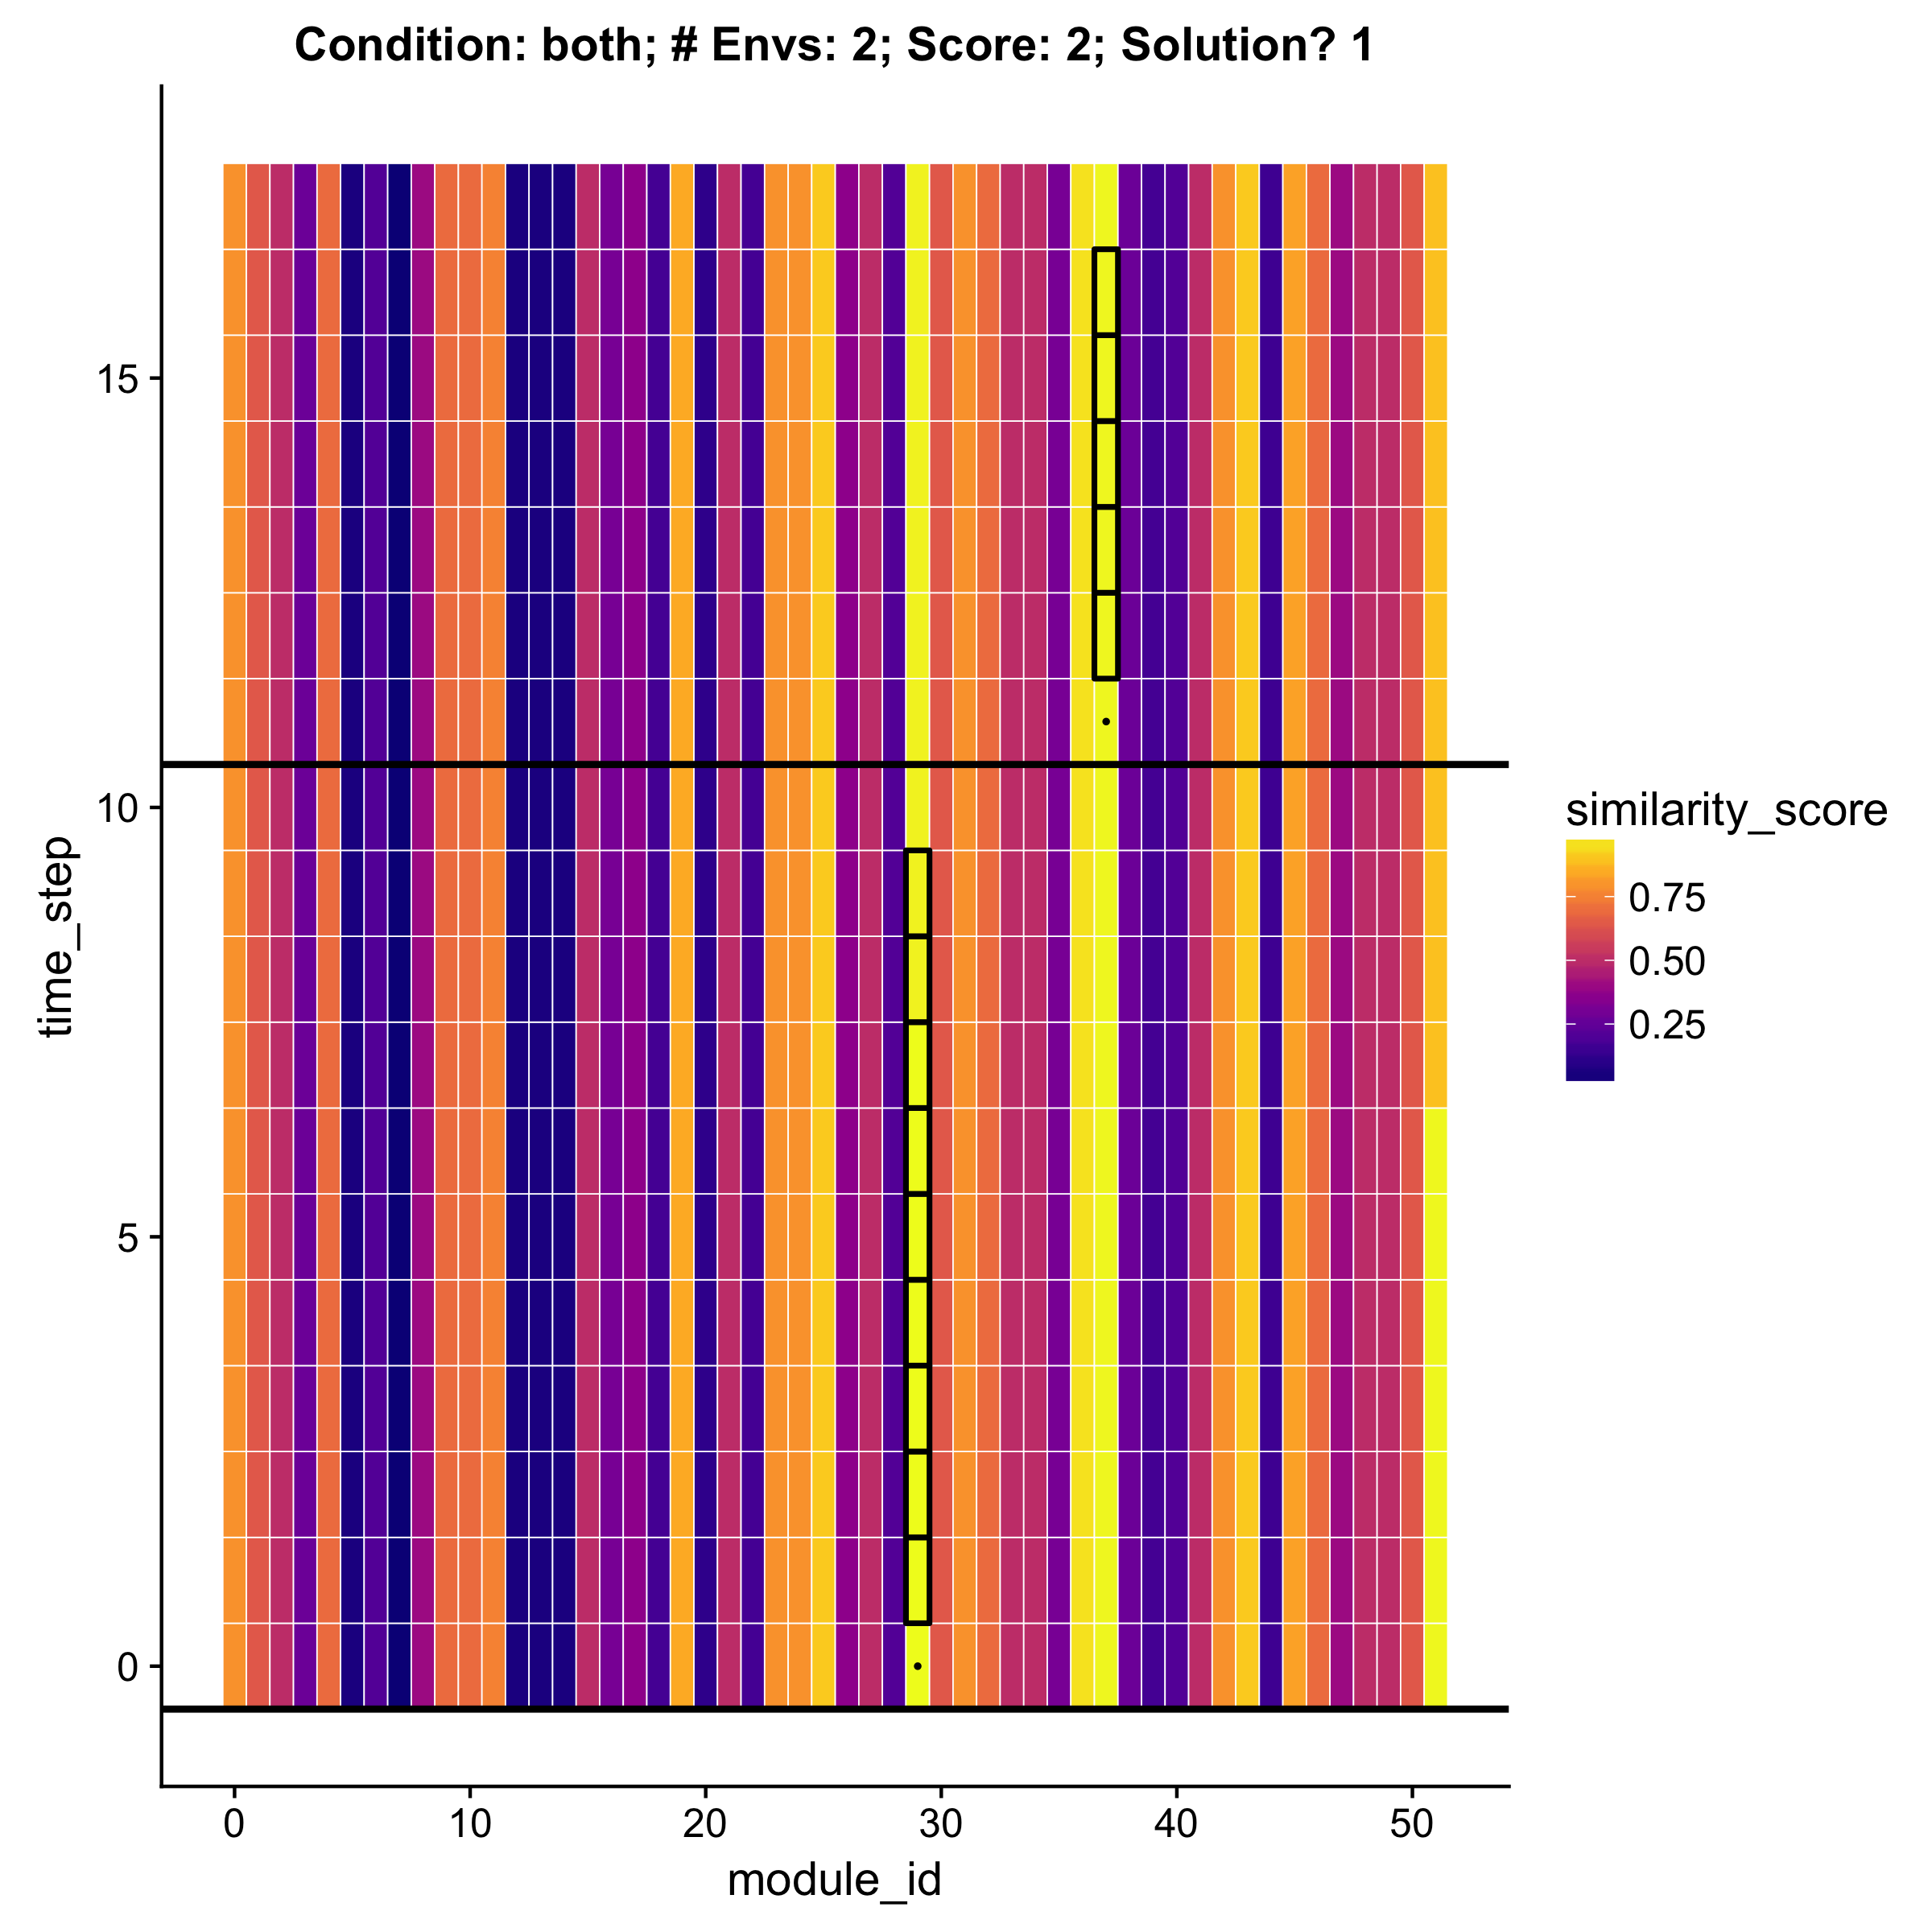 Condition: both; # Envs: 2; Score: 2; Solution? 1
time_step
15
10
5
0
0 10 20 30 40 50
module_id
similarity_score
0.75
0.50
0.25